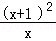 (x+1)²
x